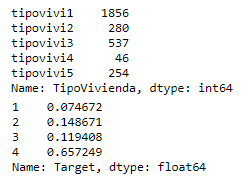 tipovivi1    1856
tipovivi2     280
tipovivi3     537
tipovivi4      46
tipovivi5     254
Name: TipoVivienda, dtype: int64
1    0.074672
2    0.148671
3    0.119408
4    0.657249
Name: Target, dtype: float64